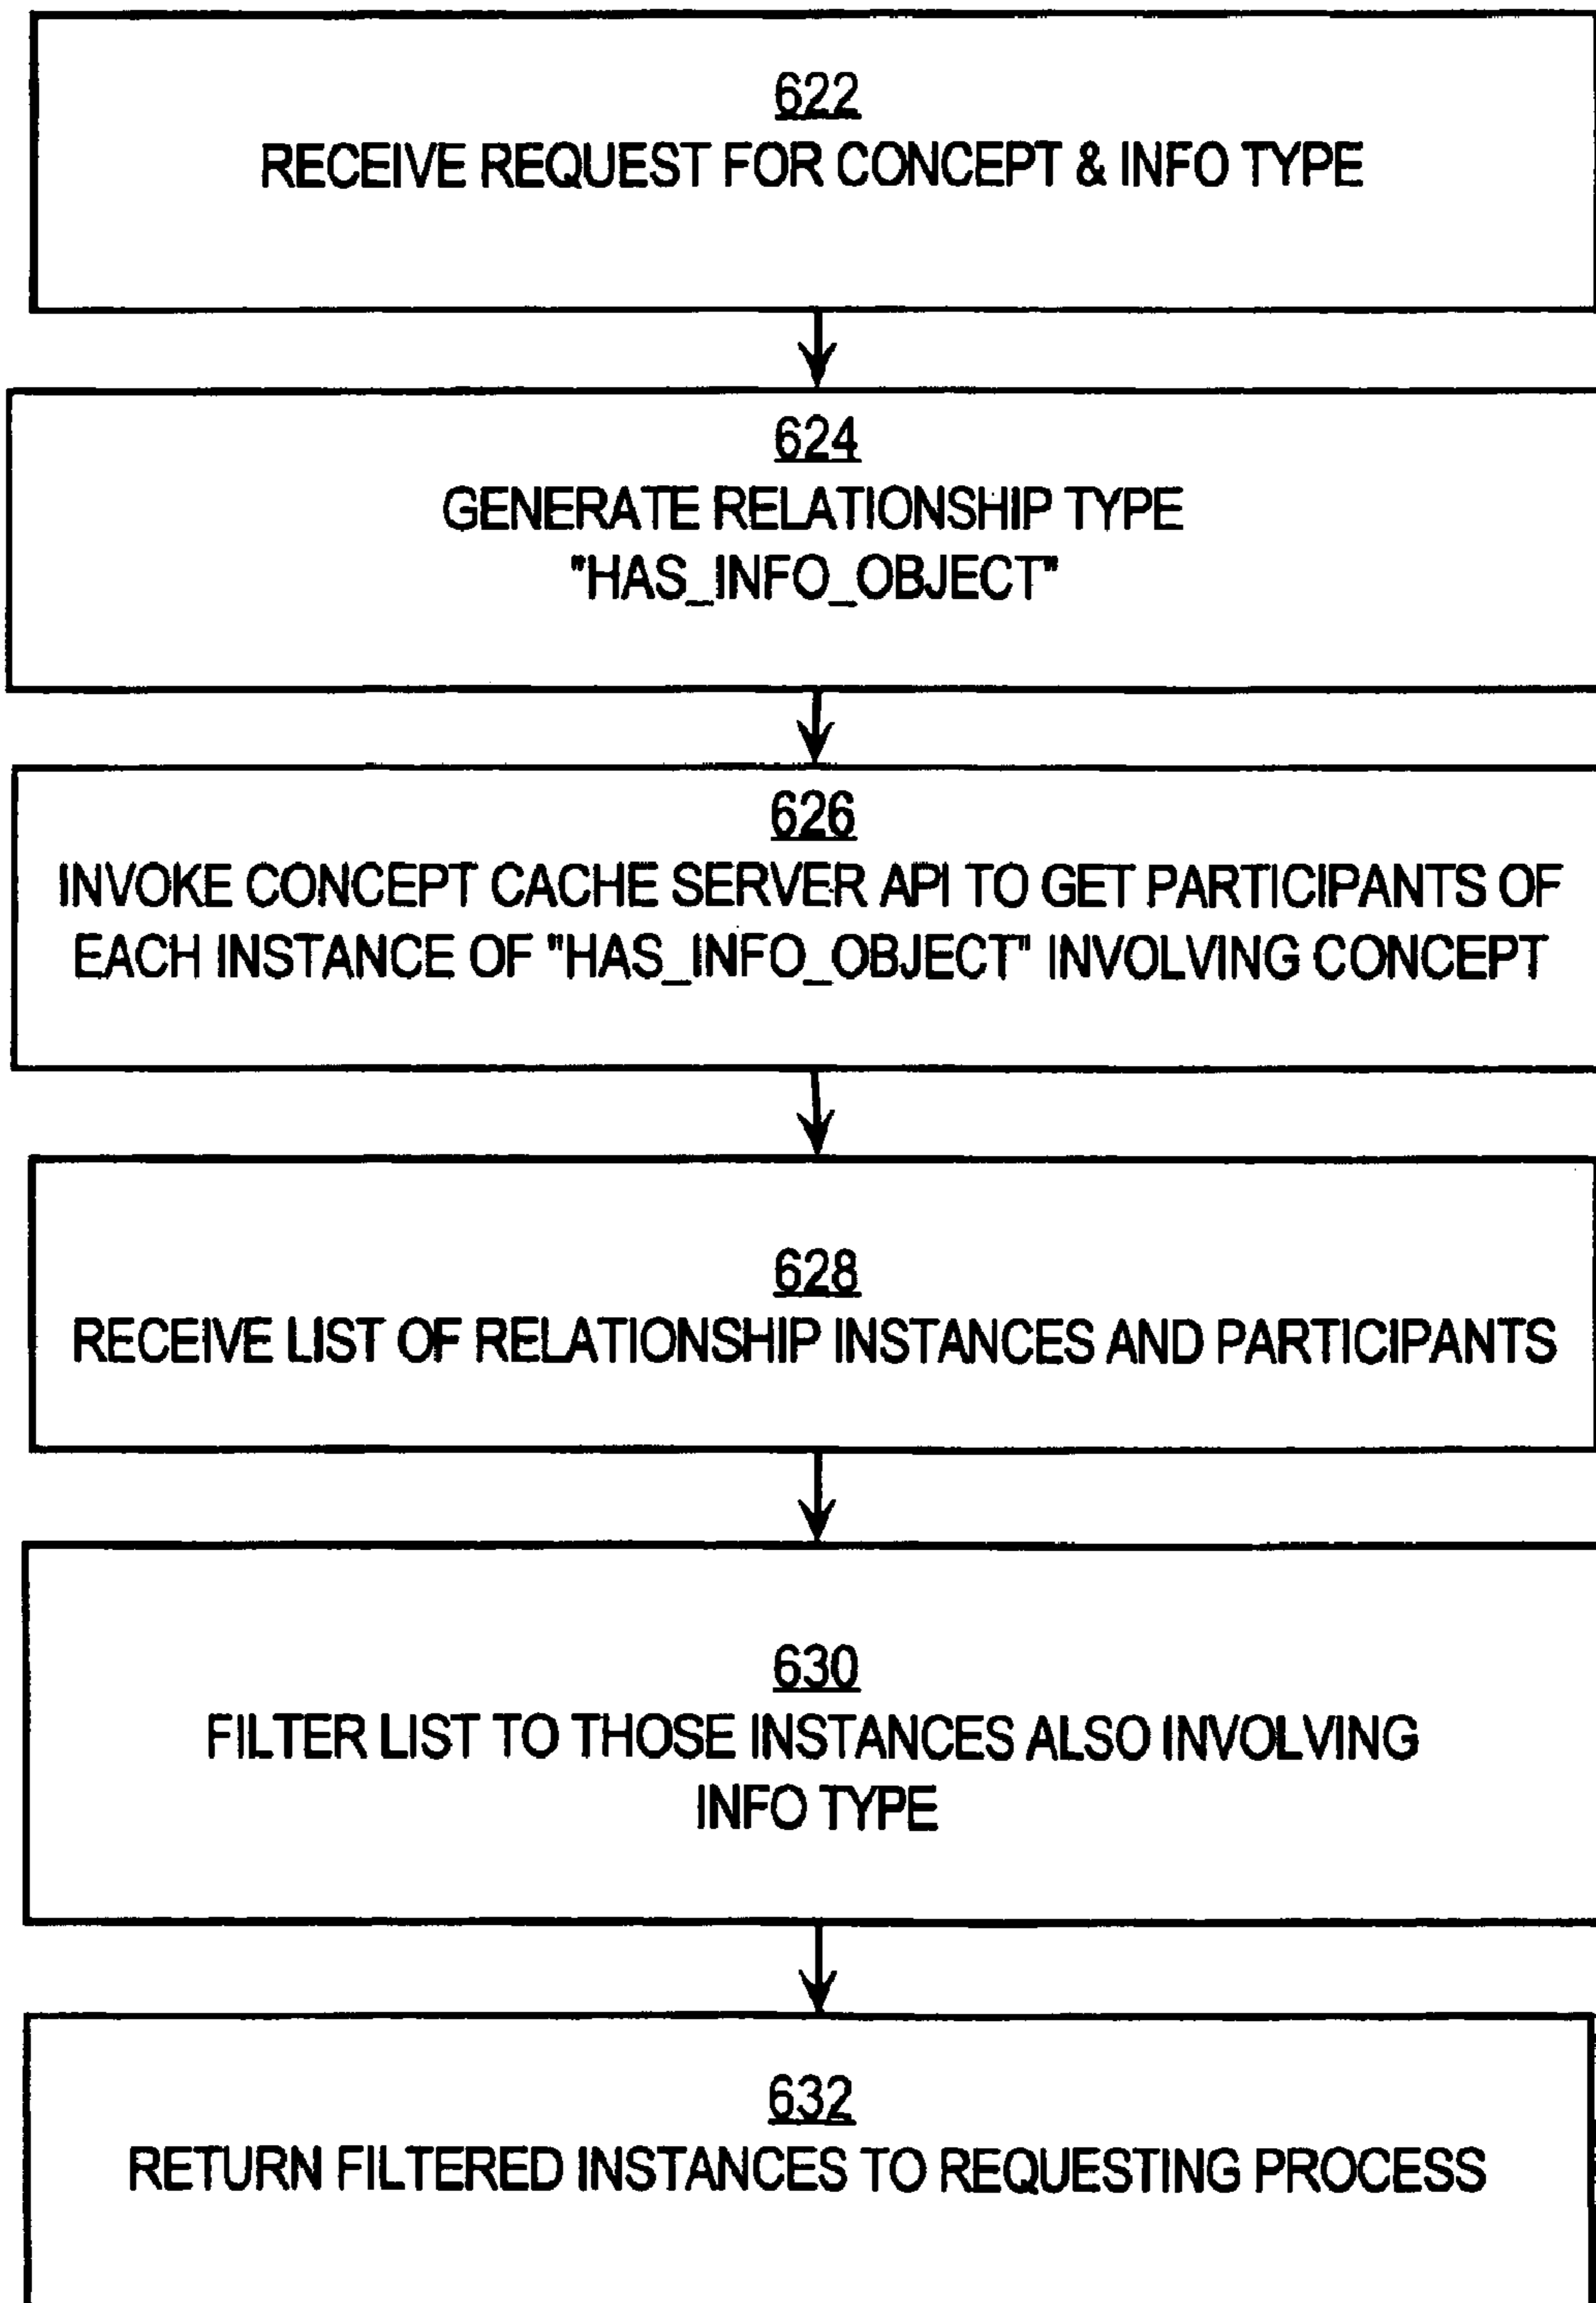 622
RECEIVE REQUEST FOR CONCEPT & INFO TYPE
624
GENERATE RELATIONSHIP TYPE
"HAS_INFO_OBJECT"
626
INVOKE CONCEPT CACHE SERVER API TO GET PARTICIPANTS OF
EACH INSTANCE OF "HAS_INFO_OBJECT" INVOLVING CONCEPT
628
RECEIVE LIST OF RELATIONSHIP INSTANCES AND PARTICIPANTS
630
FILTER LIST TO THOSE INSTANCES ALSO INVOLVING
INFO TYPE
632
RETURN FILTERED INSTANCES TO REQUESTING PROCESS